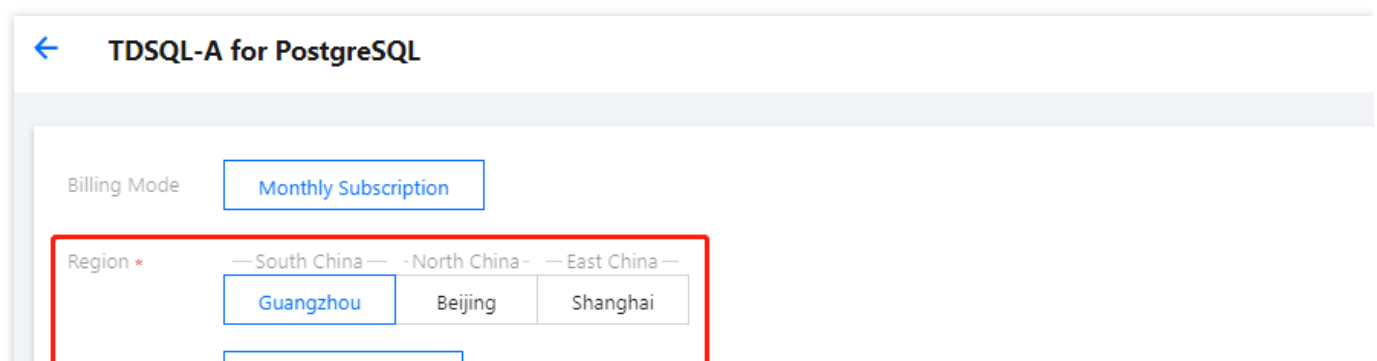 TDSQL-A for PostgreSQL
Billing Mode Monthly Subscription
Region * South China North China East China
Guangzhou Beijing Shanghai